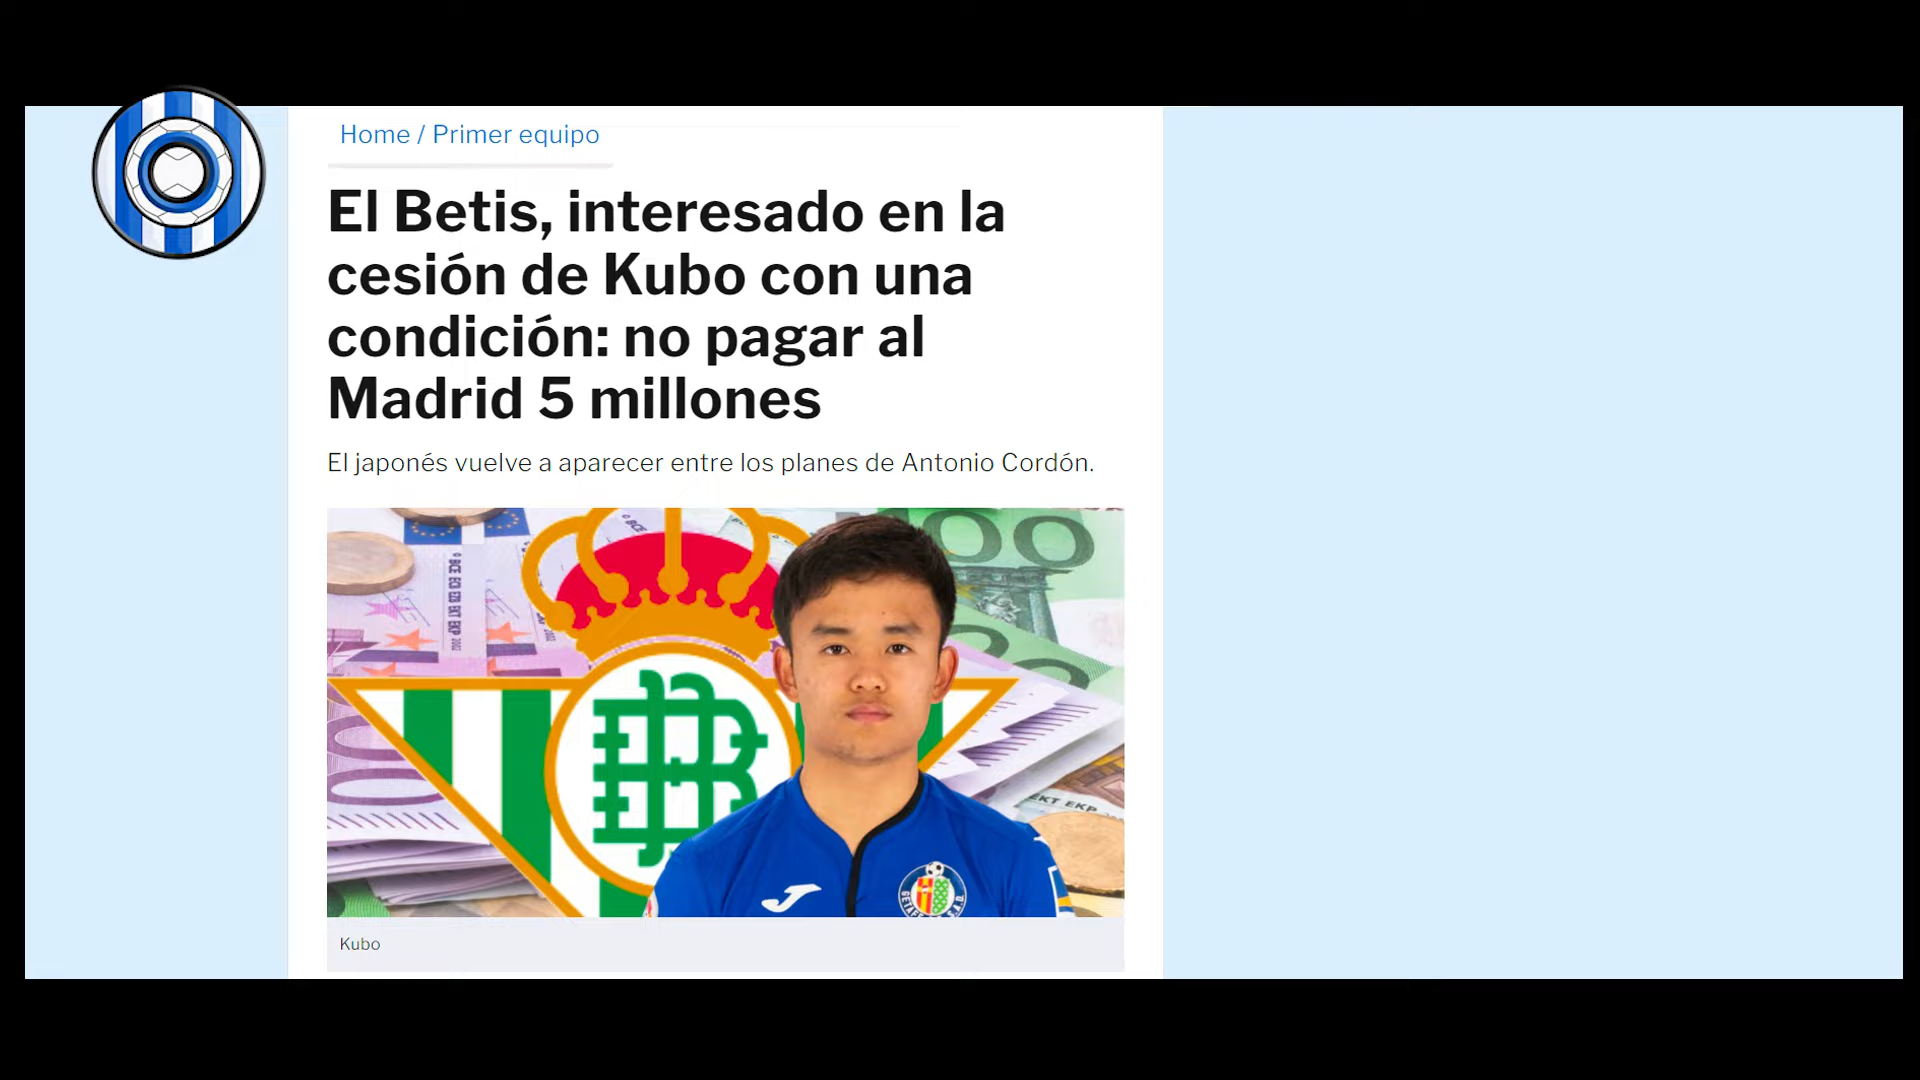 Home / Primer equipo
El Betis, interesado en la
cesión de Kubo con una
condición: no pagar al
Madrid 5 millones
El japonés vuelve a aparecer entre los planes de Antonio Cordón.
Kubo